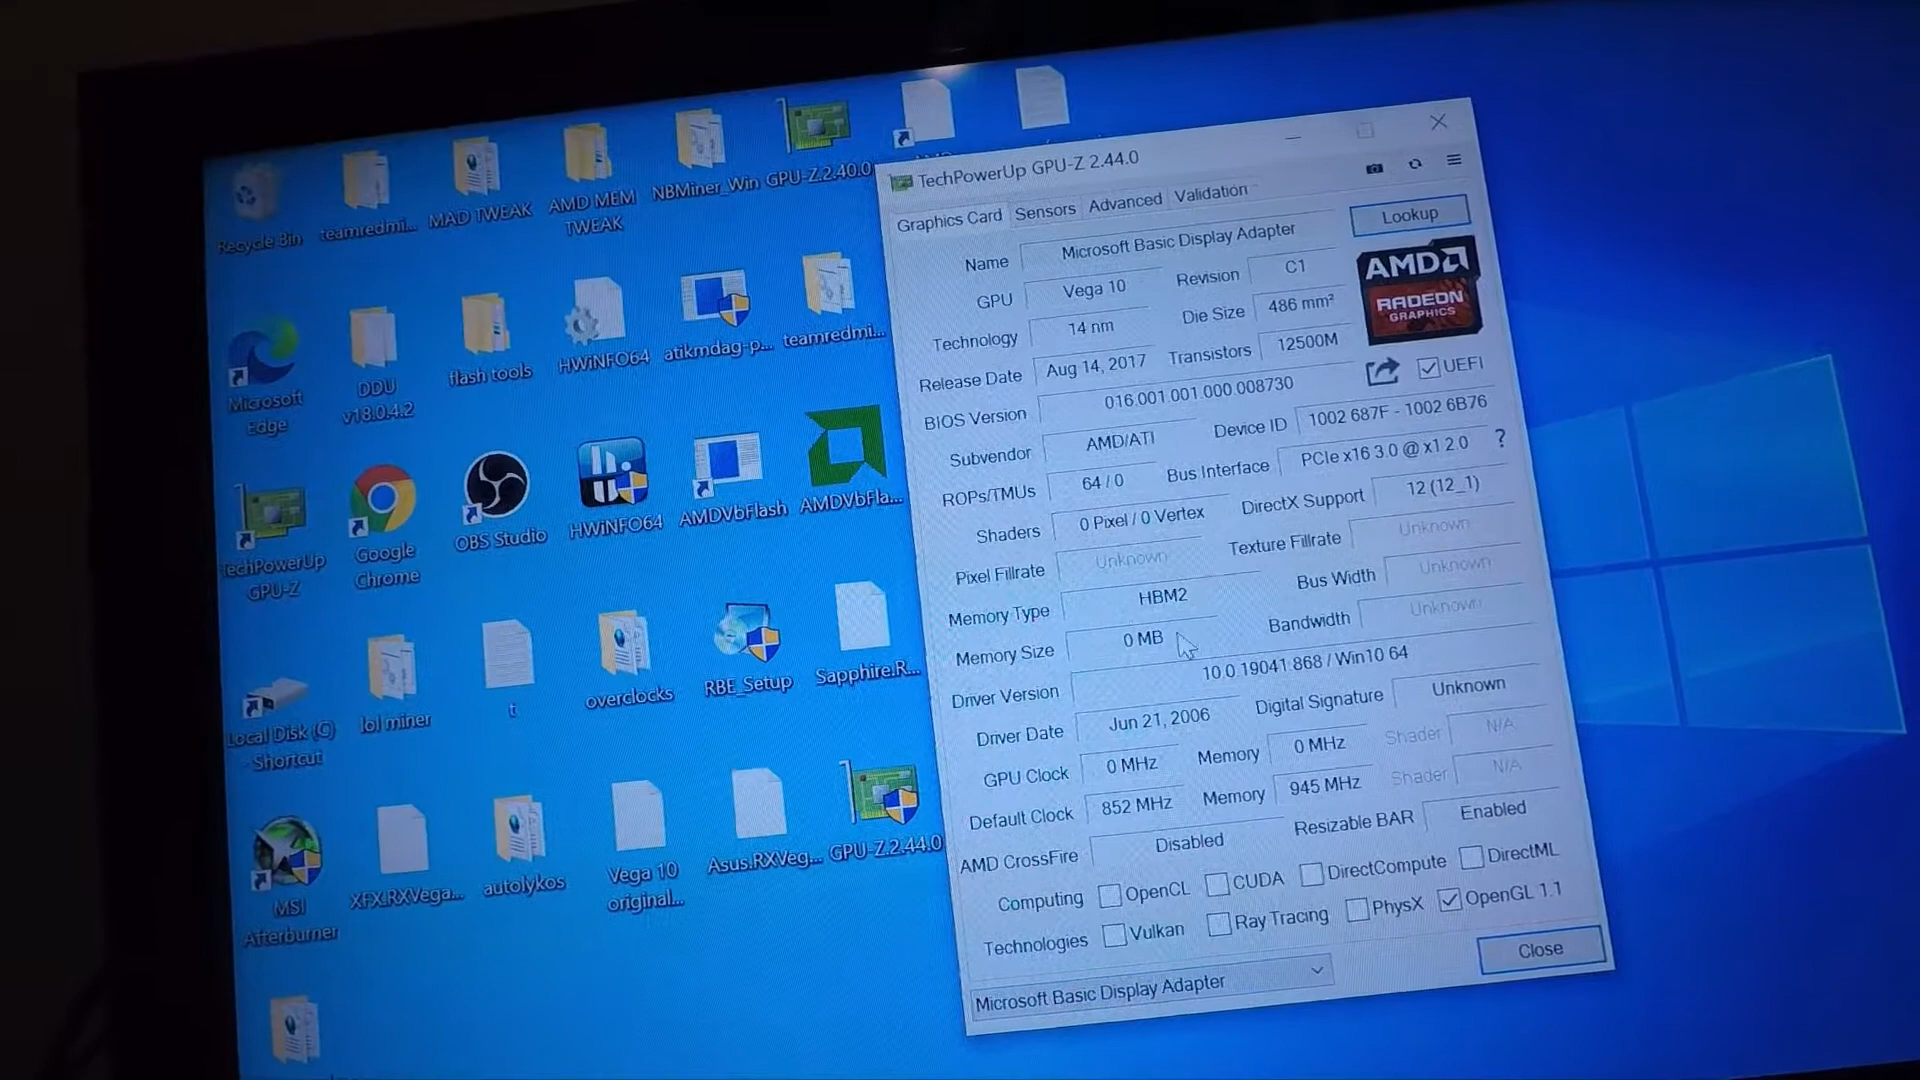 Recycle Bin
teamredmi...
MAD TWEAK
AMD MEM
TWEAK
NBMiner_Win
GPU-Z.2.40.0
Microsoft
Edge
DDU
v18.0.4.2
flash tools
HWiNFO64
atikmdag-p...
teamredmi...
TechPowerUp
GPU-Z
Google
Chrome
OBS Studio
HWiNFO64
AMDVbFlash
AMDVbFla...
Local Disk (C)
- Shortcut
lol miner
t
overclocks
RBE_Setup
Sapphire.R...
MSI
Afterburner
XFX.RXVega...
autolykos
Vega 10
original...
Asus.RXVeg...
GPU-Z.2.44.0
TechPowerUp GPU-Z 2.44.0
Graphics Card Sensors Advanced Validation
Name Microsoft Basic Display Adapter Lookup
GPU Vega 10 Revision C1
AMD
RADEON
GRAPHICS
Technology 14 nm Die Size 486 mm²
Release Date Aug 14, 2017 Transistors 12500M
BIOS Version 016.001.001.000.008730 UEFI
Subvendor AMD/ATI Device ID 1002 687F - 1002 6B76
ROPs/TMUs 64 / 0 Bus Interface PCIe x16 3.0 @ x1 2.0 ?
Shaders 0 Pixel / 0 Vertex DirectX Support 12 (12_1)
Pixel Fillrate Unknown Texture Fillrate Unknown
Memory Type HBM2 Bus Width Unknown
Memory Size 0 MB Bandwidth Unknown
Driver Version 10.0.19041.868 / Win10 64
Driver Date Jun 21, 2006 Digital Signature Unknown
GPU Clock 0 MHz Memory 0 MHz Shader N/A
Default Clock 852 MHz Memory 945 MHz Shader N/A
AMD CrossFire Disabled Resizable BAR Enabled
Computing OpenCL CUDA DirectCompute DirectML
Technologies Vulkan Ray Tracing PhysX OpenGL 1.1
Microsoft Basic Display Adapter Close